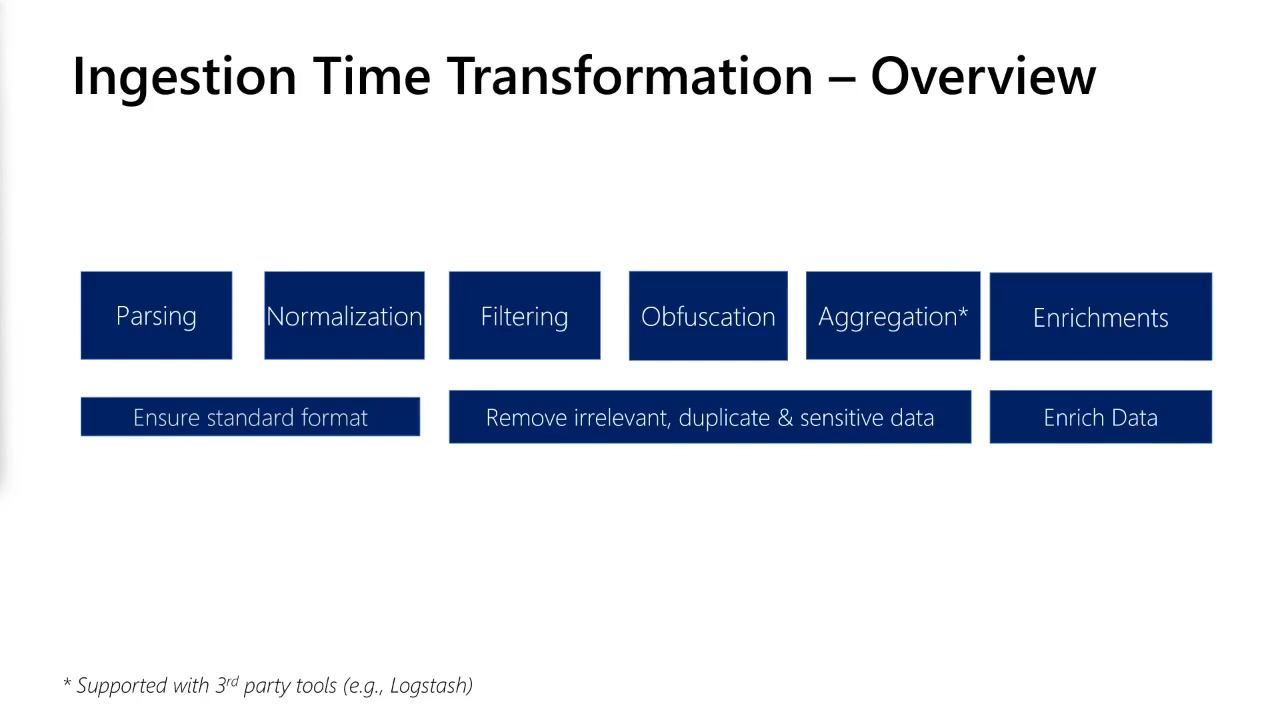 Ingestion Time Transformation – Overview
Parsing
Normalization
Filtering
Obfuscation
Aggregation*
Enrichments
Ensure standard format
Remove irrelevant, duplicate & sensitive data
Enrich Data
* Supported with 3rd party tools (e.g., Logstash)